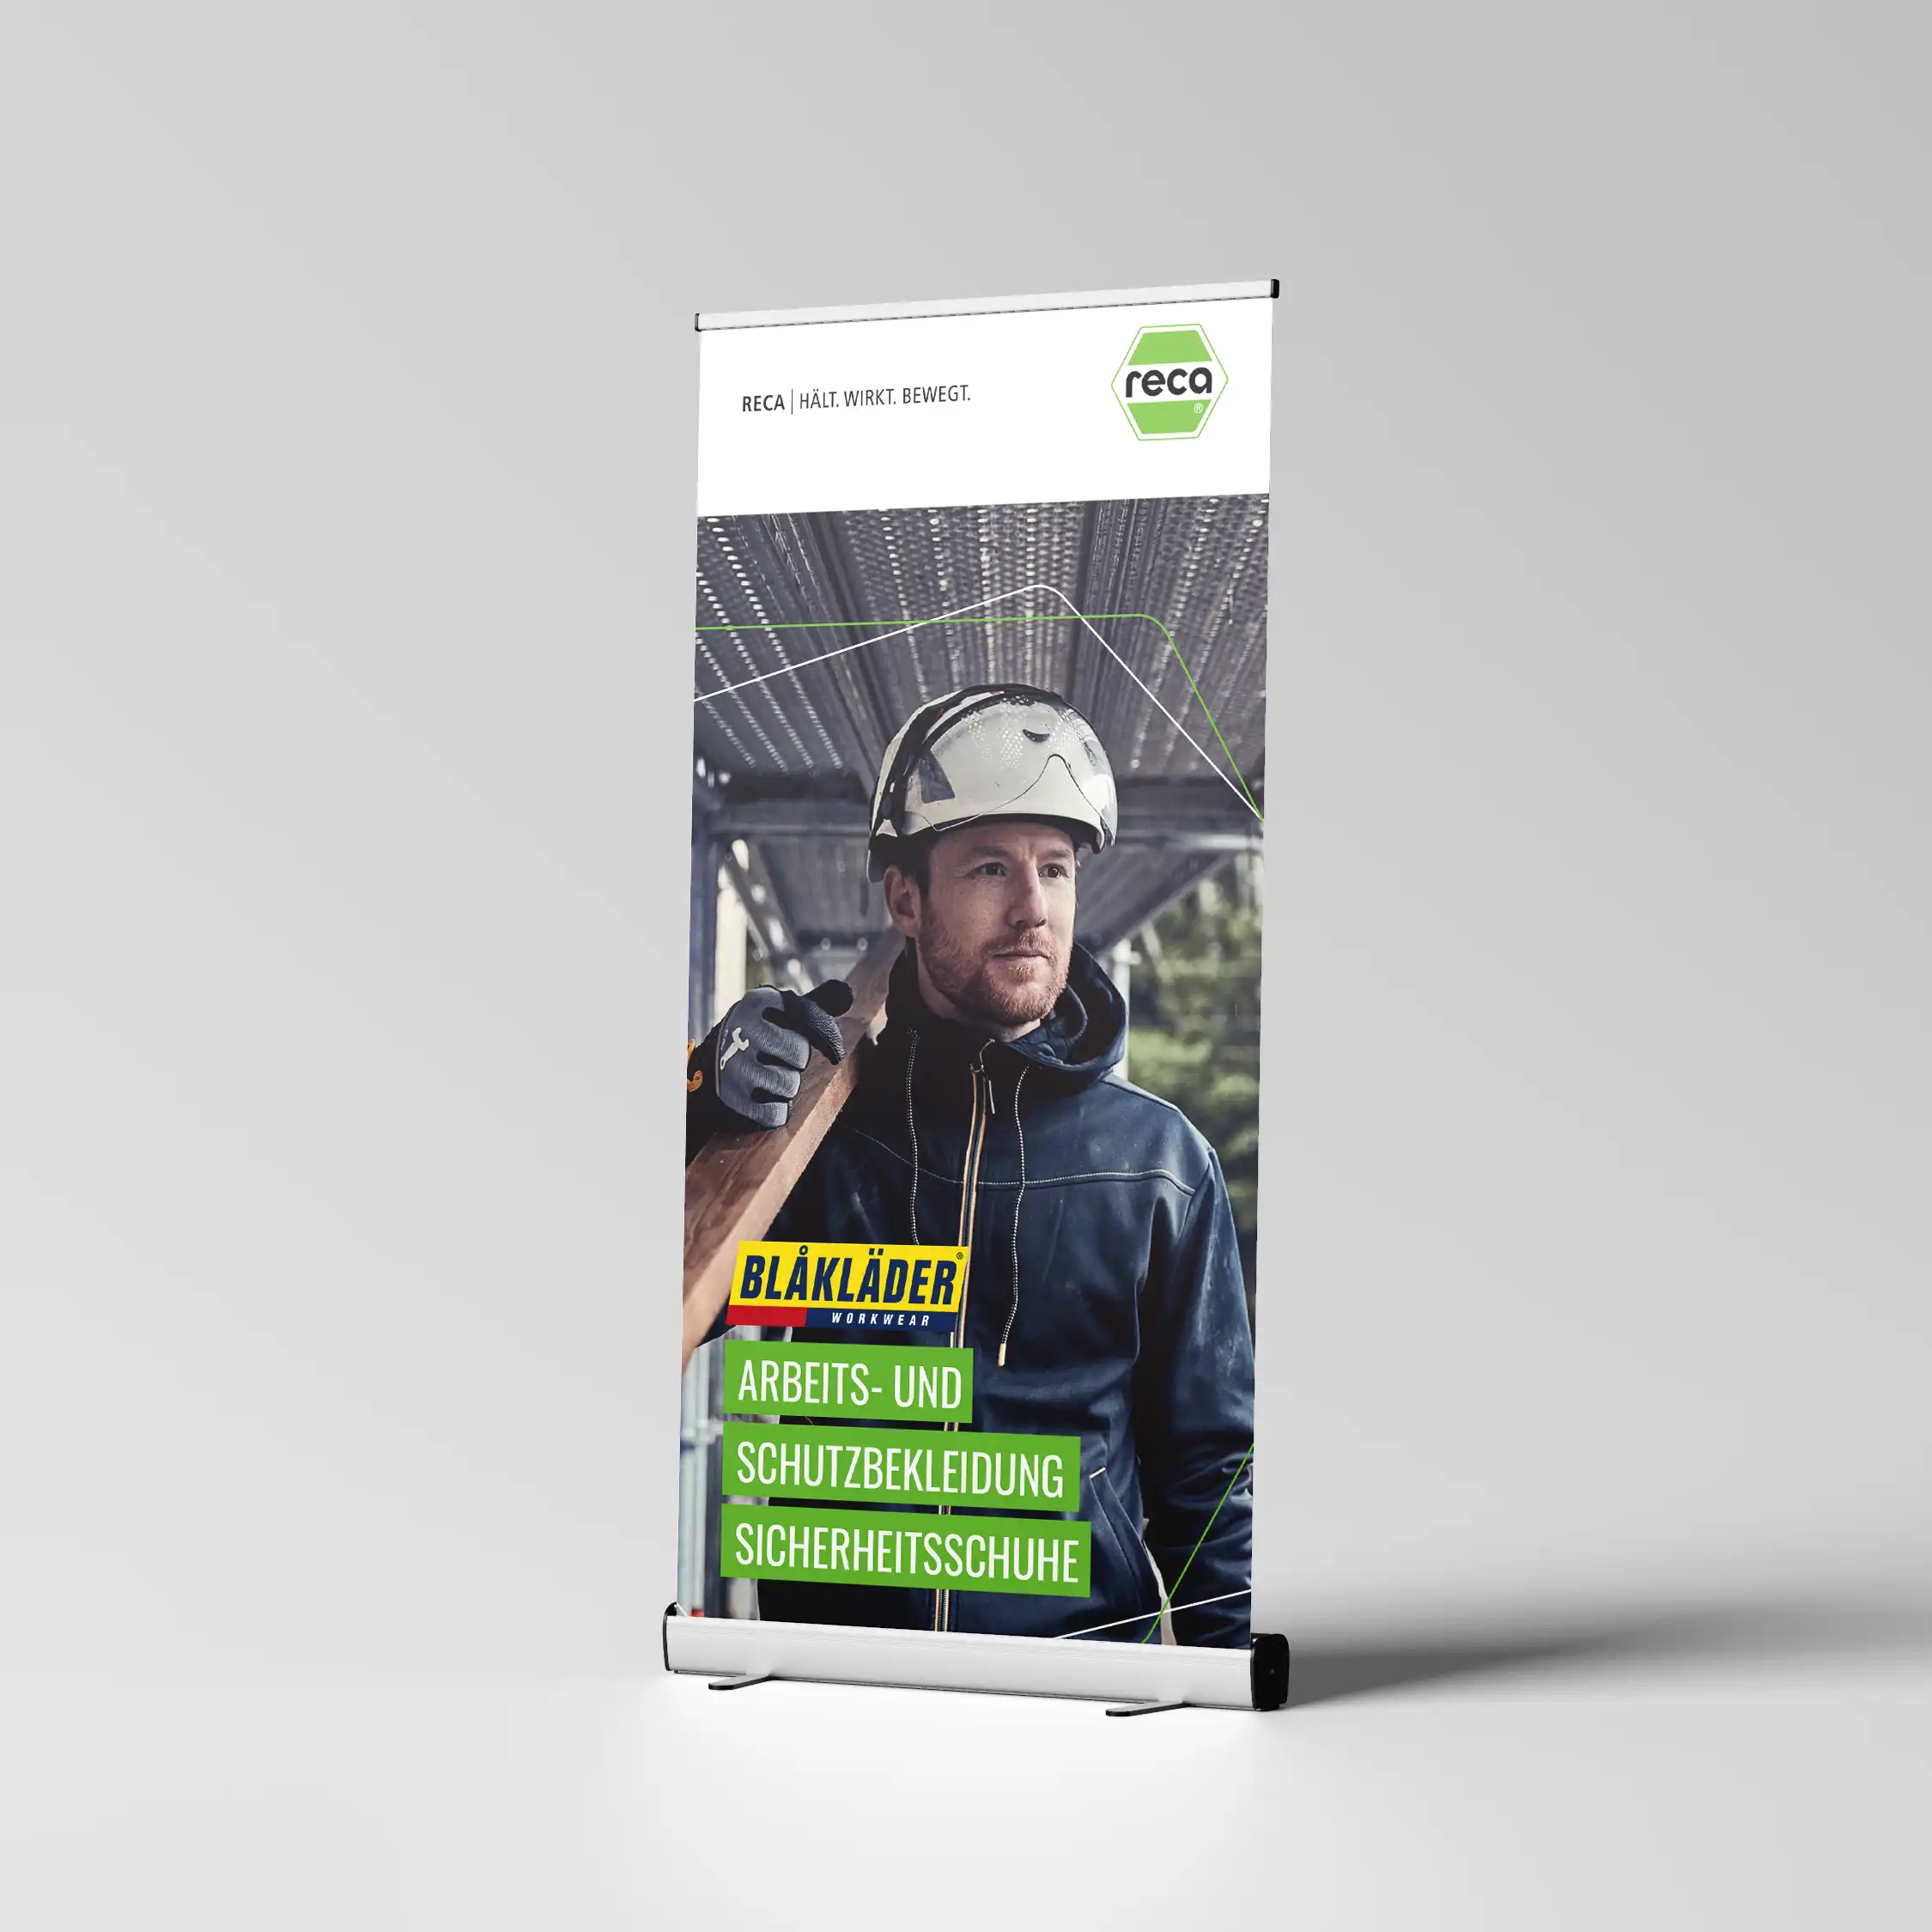 RECA | HÄLT. WIRKT. BEWEGT.
reca
®
BLÅKLÄDER®
WORKWEAR
ARBEITS- UND
SCHUTZBEKLEIDUNG
SICHERHEITSSCHUHE